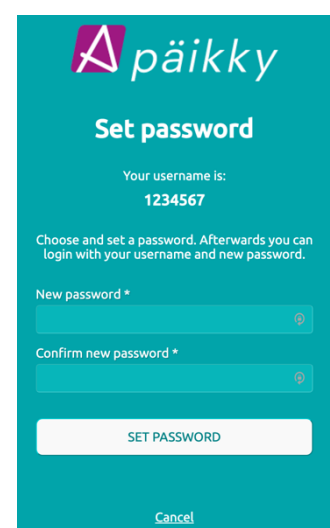 päikky
Set password
Your username is:
1234567
Choose and set a password. Afterwards you can
login with your username and new password.
New password *
Confirm new password *
SET PASSWORD
Cancel